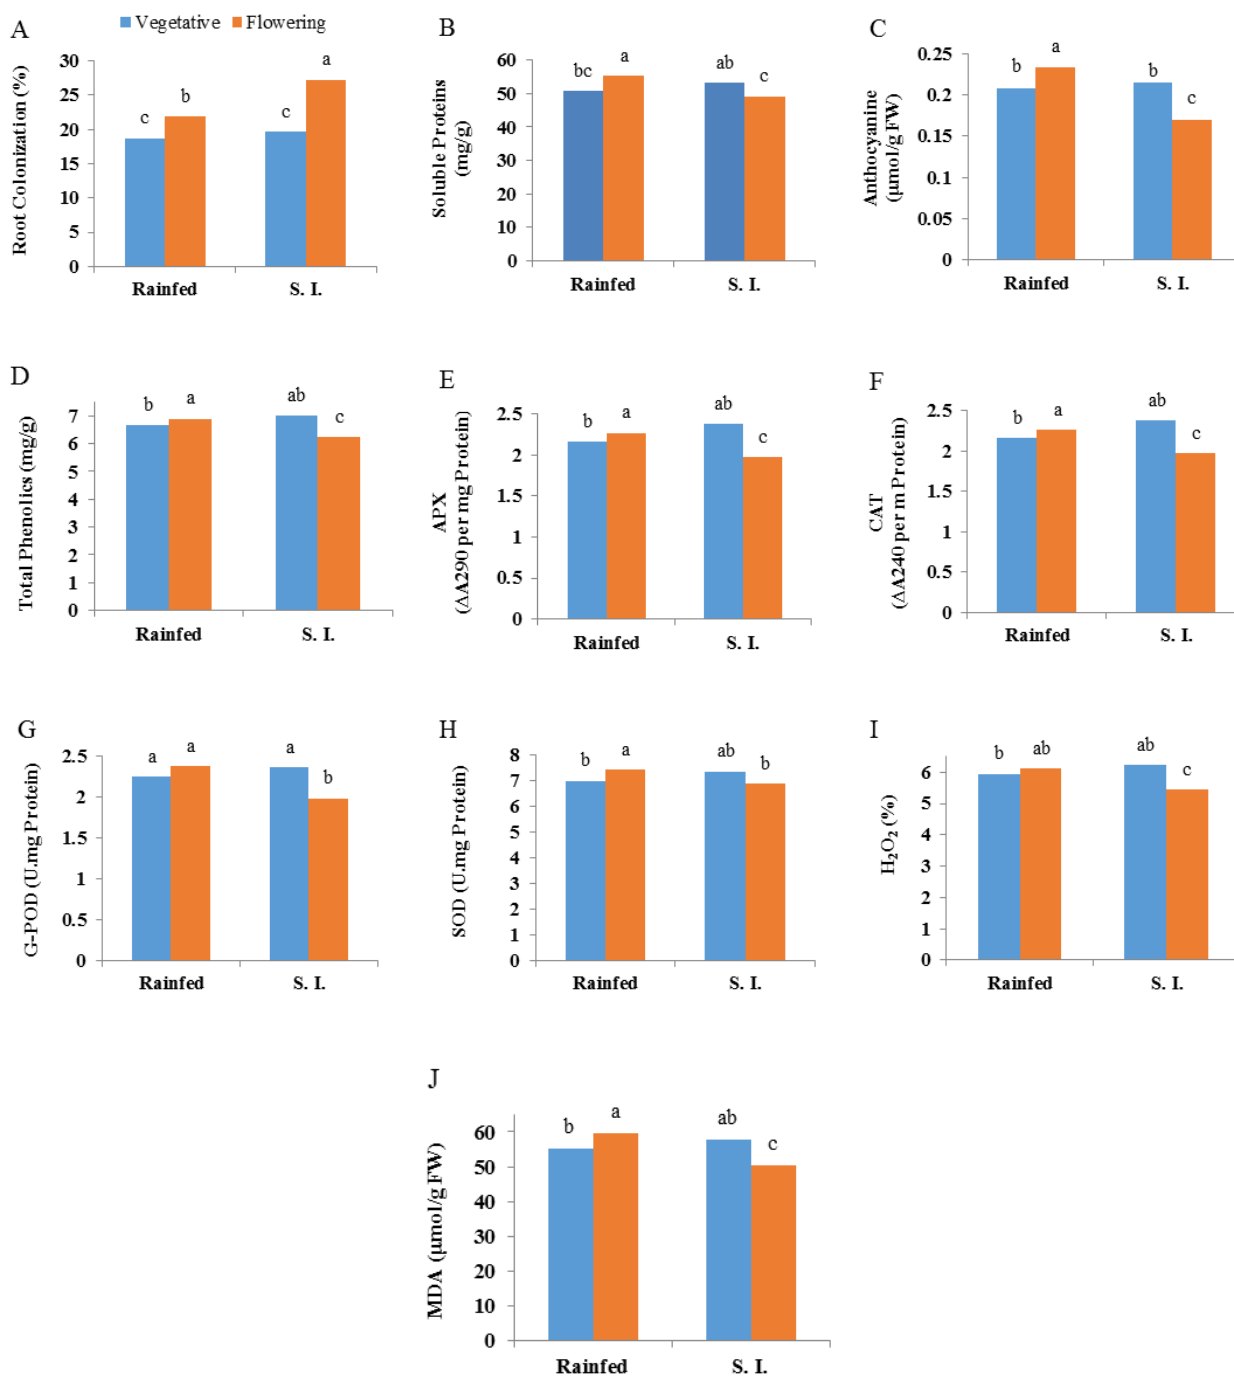 A
Vegetative Flowering
Root Colonization (%)
30
25
20
15
10
5
0
c b c a
Rainfed S. I.
B
Soluble Proteins
(mg/g)
60
50
40
30
20
10
0
bc a ab c
Rainfed S. I.
C
Anthocyanine
(µmol/g FW)
0.25
0.2
0.15
0.1
0.05
0
b a b c
Rainfed S. I.
D
Total Phenolics (mg/g)
7
6
5
4
3
2
1
0
b a ab c
Rainfed S. I.
E
APX
(ΔA290 per mg Protein)
2.5
2
1.5
1
0.5
0
b a ab c
Rainfed S. I.
F
CAT
(ΔA240 per m Protein)
2.5
2
1.5
1
0.5
0
b a ab c
Rainfed S. I.
G
G-POD (U.mg Protein)
2.5
2
1.5
1
0.5
0
a a a b
Rainfed S. I.
H
SOD (U.mg Protein)
8
7
6
5
4
3
2
1
0
b a ab b
Rainfed S. I.
I
H₂O₂ (%)
6
5
4
3
2
1
0
b ab ab c
Rainfed S. I.
J
MDA (µmol/g FW)
60
50
40
30
20
10
0
b a ab c
Rainfed S. I.